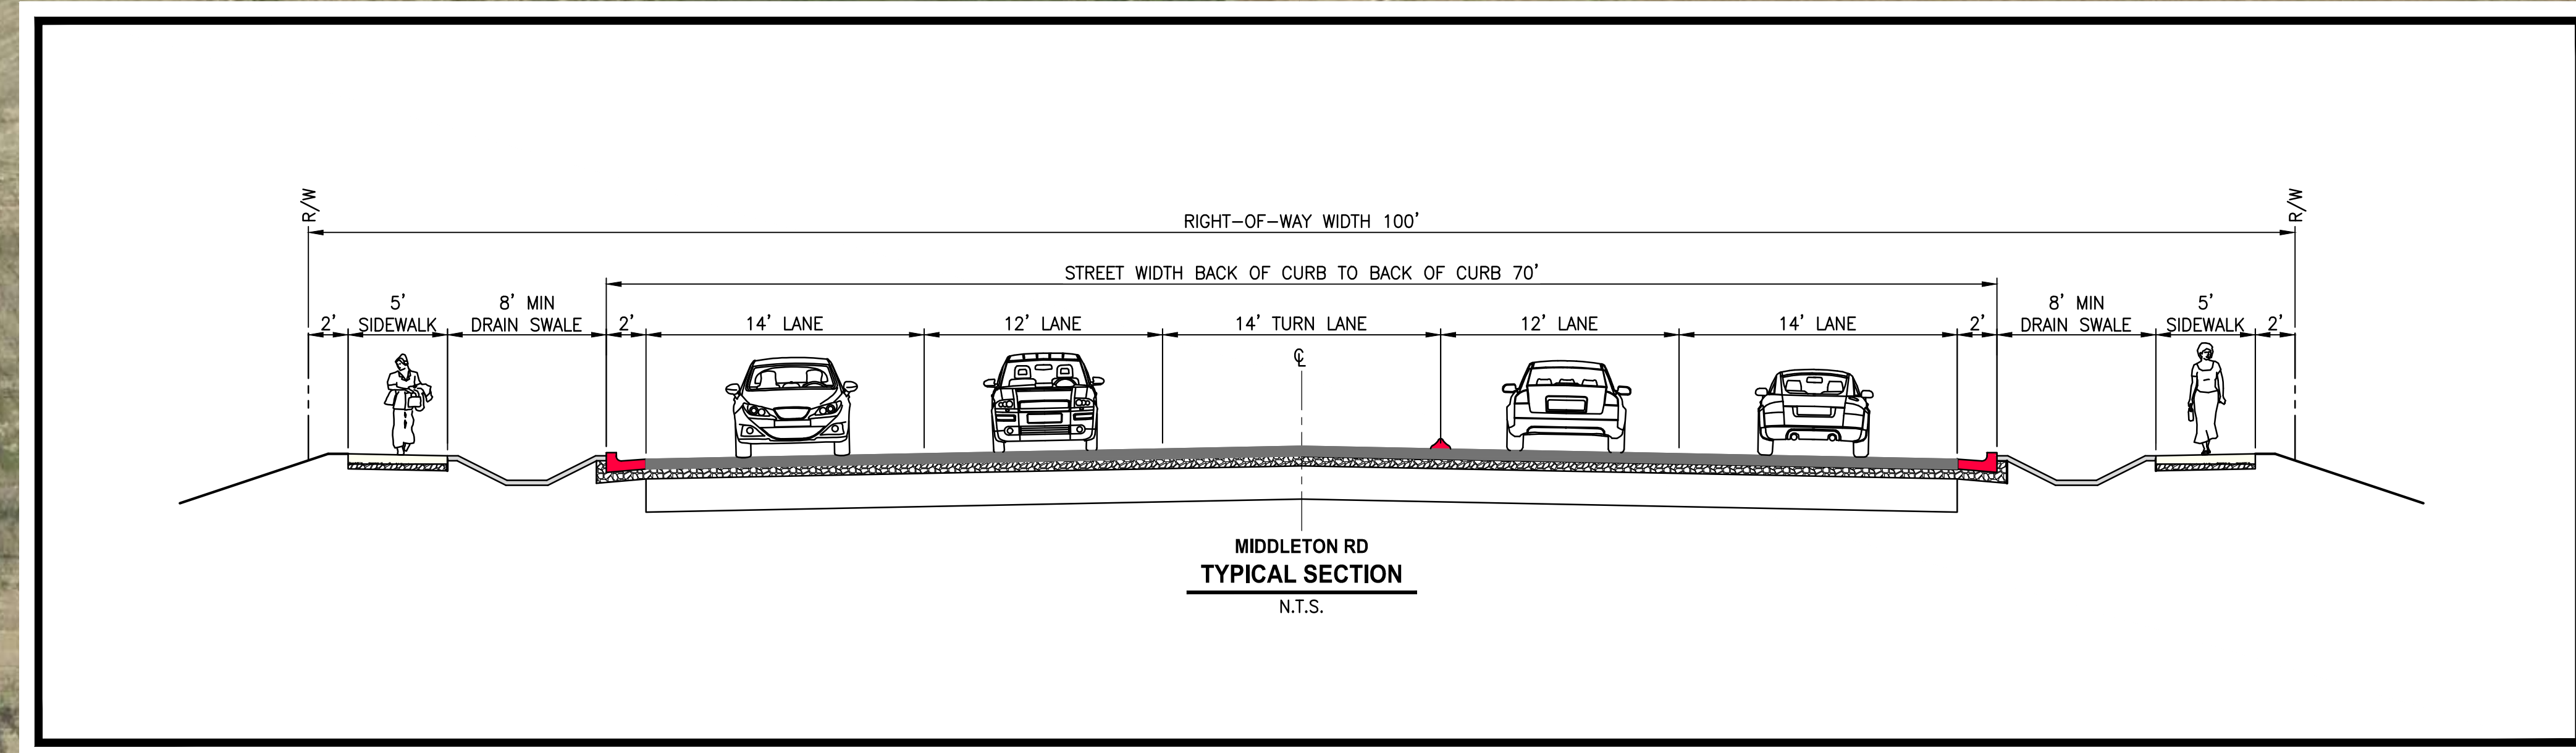 R/W
R/W
RIGHT-OF-WAY WIDTH 100'
STREET WIDTH BACK OF CURB TO BACK OF CURB 70'
2'
5'
SIDEWALK
8' MIN
DRAIN SWALE
2'
14' LANE
12' LANE
14' TURN LANE
12' LANE
14' LANE
2'
8' MIN
DRAIN SWALE
5'
SIDEWALK
2'
℄
MIDDLETON RD
TYPICAL SECTION
N.T.S.